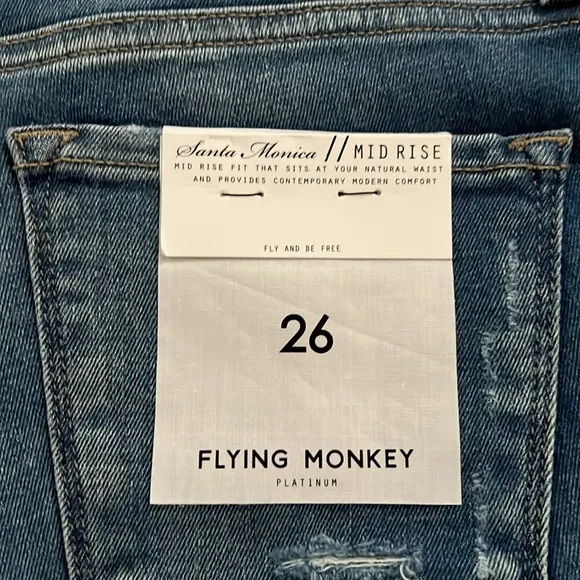 Santa Monica // MID RISE
MID RISE FIT THAT SITS AT YOUR NATURAL WAIST
AND PROVIDES CONTEMPORARY MODERN COMFORT
FLY AND BE FREE
26
FLYING MONKEY
PLATINUM